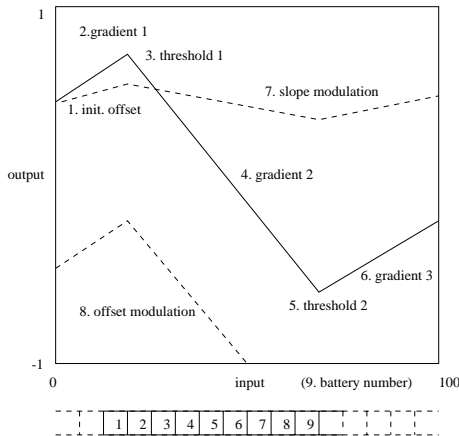 1
2.gradient 1
3. threshold 1
7. slope modulation
1. init. offset
output
4. gradient 2
6. gradient 3
8. offset modulation
5. threshold 2
-1
0 input (9. battery number) 100
1 2 3 4 5 6 7 8 9